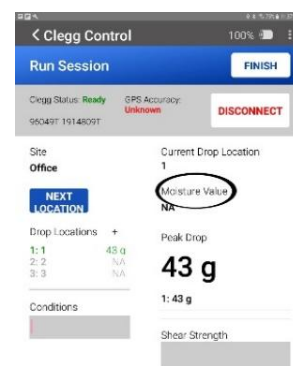 < Clegg Control 100%
Run Session FINISH
Clegg Status: Ready GPS Accuracy:
Unknown
96049T 1914809T DISCONNECT
Site Current Drop Location
Office 1
NEXT Moisture Value
LOCATION NA
Drop Locations + Peak Drop
1: 1 43 g
2: 2 NA 43 g
3: 3 NA
1: 43 g
Conditions
Shear Strength